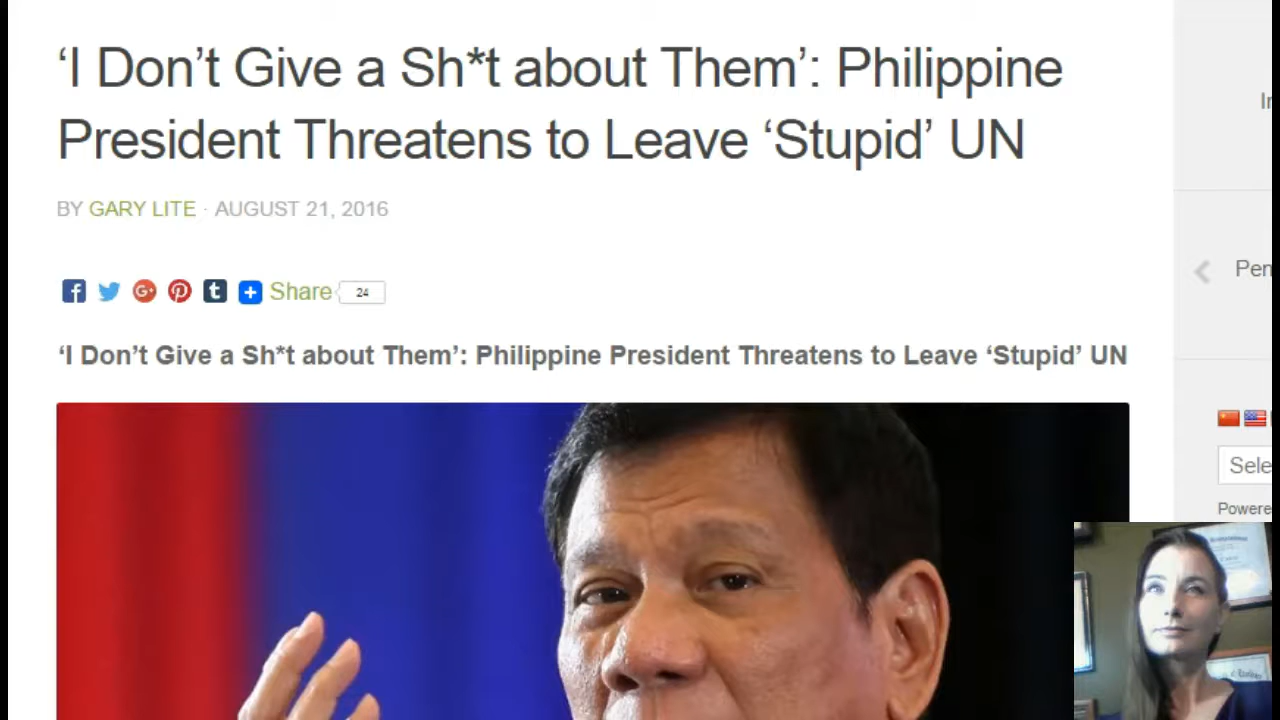 ‘I Don’t Give a Sh*t about Them’: Philippine
President Threatens to Leave ‘Stupid’ UN
BY GARY LITE · AUGUST 21, 2016
Share 24
‘I Don’t Give a Sh*t about Them’: Philippine President Threatens to Leave ‘Stupid’ UN